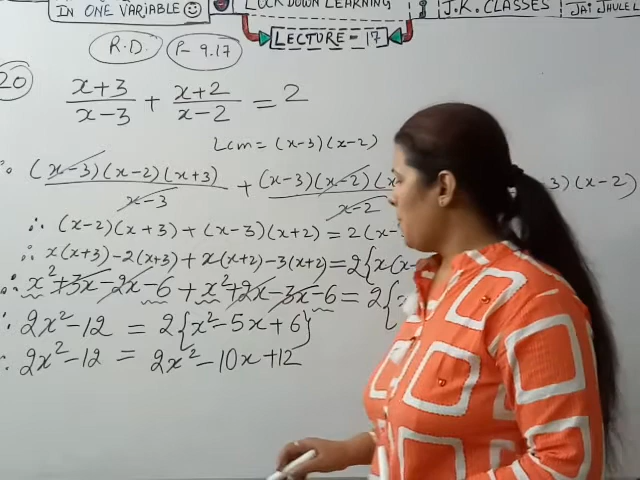 IN ONE VARIABLE ☺ LOCKDOWN LEARNING J.K. CLASSES JAI JHULEL
LECTURE - 17
R.D. P- 9.17
20 (x+3)/(x-3) + (x+2)/(x-2) = 2
Lcm = (x-3)(x-2)
∴ (x-3)(x-2)(x+3)/(x-3) + (x-3)(x-2)(x 3)(x-2)/(x-2)
∴ (x-2)(x+3) + (x-3)(x+2) = 2(x-
∴ x(x+3)-2(x+3)+x(x+2)-3(x+2)=2{x(x-
∴ x²+3x-2x-6+x²+2x-3x-6=2{x
∴ 2x²-12 = 2{x²-5x+6}
∴ 2x²-12 = 2x²-10x+12